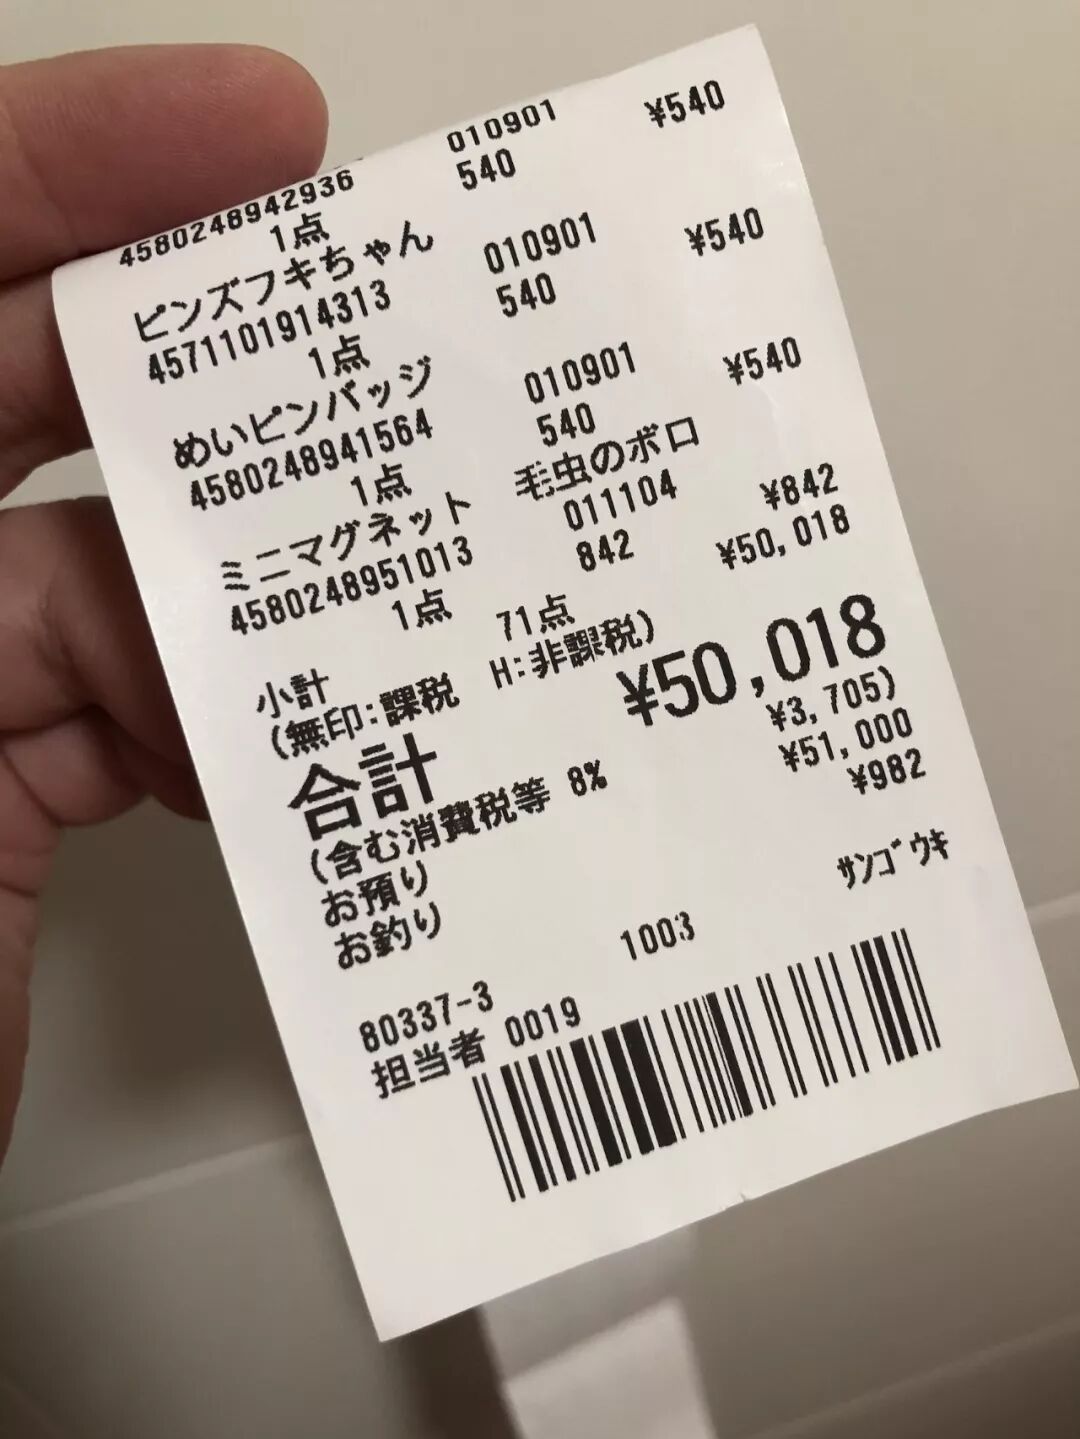 4580248942936 010901 ¥540
1点 540
ピンズフキちゃん
4571101914313 010901 ¥540
1点 540
めいピンバッジ
4580248941564 010901 ¥540
1点 540
ミニマグネット 毛虫のボロ
4580248951013 011104 ¥842
1点 842
小計 71点 ¥50,018
(無印:課税 H:非課税)
合計 ¥50,018
(含む消費税等 8% ¥3,705)
お預り ¥51,000
お釣り ¥982
80337-3 1003 サンゴウキ
担当者 0019